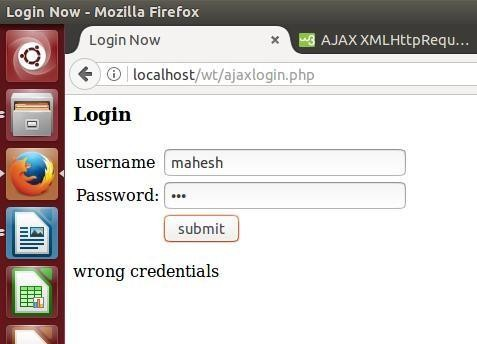 Login Now - Mozilla Firefox
Login Now × W3 AJAX XMLHttpRequ...
localhost/wt/ajaxlogin.php
Login
username mahesh
Password: •••
submit
wrong credentials